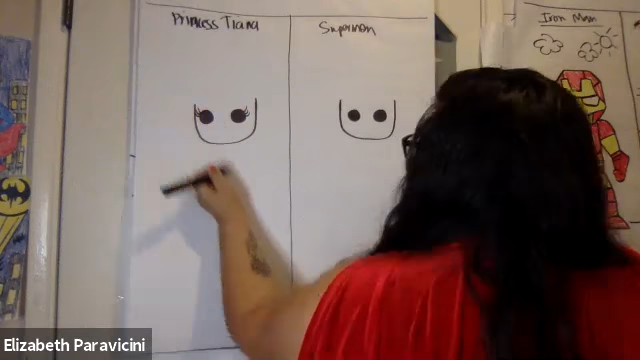 Princess Tiana
Superman
Iron Man
Elizabeth Paravicini